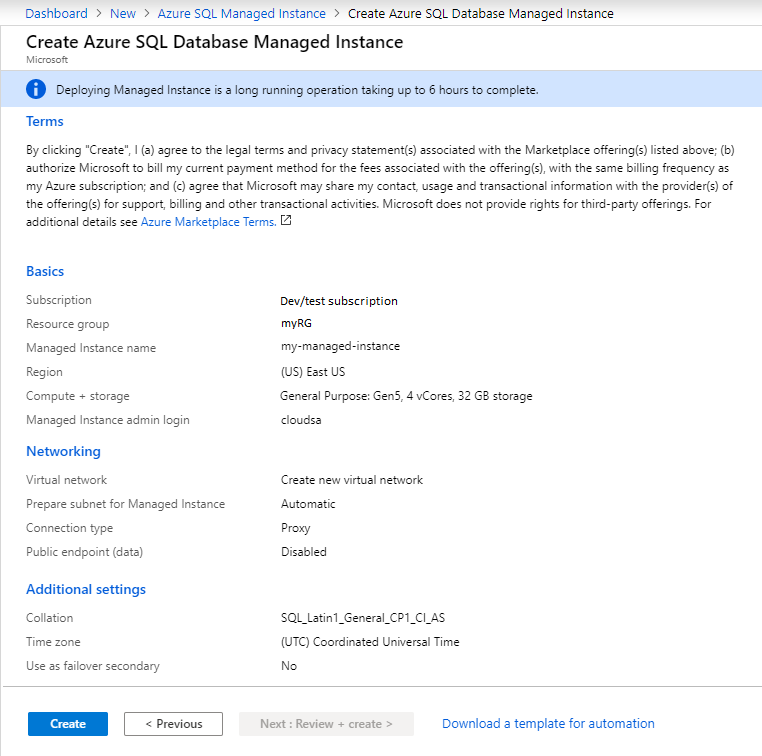 Dashboard > New > Azure SQL Managed Instance > Create Azure SQL Database Managed Instance
Create Azure SQL Database Managed Instance
Microsoft
Deploying Managed Instance is a long running operation taking up to 6 hours to complete.
Terms
By clicking "Create", I (a) agree to the legal terms and privacy statement(s) associated with the Marketplace offering(s) listed above; (b)
authorize Microsoft to bill my current payment method for the fees associated with the offering(s), with the same billing frequency as
my Azure subscription; and (c) agree that Microsoft may share my contact, usage and transactional information with the provider(s) of
the offering(s) for support, billing and other transactional activities. Microsoft does not provide rights for third-party offerings. For
additional details see Azure Marketplace Terms.
Basics
Subscription Dev/test subscription
Resource group myRG
Managed Instance name my-managed-instance
Region (US) East US
Compute + storage General Purpose: Gen5, 4 vCores, 32 GB storage
Managed Instance admin login cloudsa
Networking
Virtual network Create new virtual network
Prepare subnet for Managed Instance Automatic
Connection type Proxy
Public endpoint (data) Disabled
Additional settings
Collation SQL_Latin1_General_CP1_CI_AS
Time zone (UTC) Coordinated Universal Time
Use as failover secondary No
Create < Previous Next : Review + create > Download a template for automation